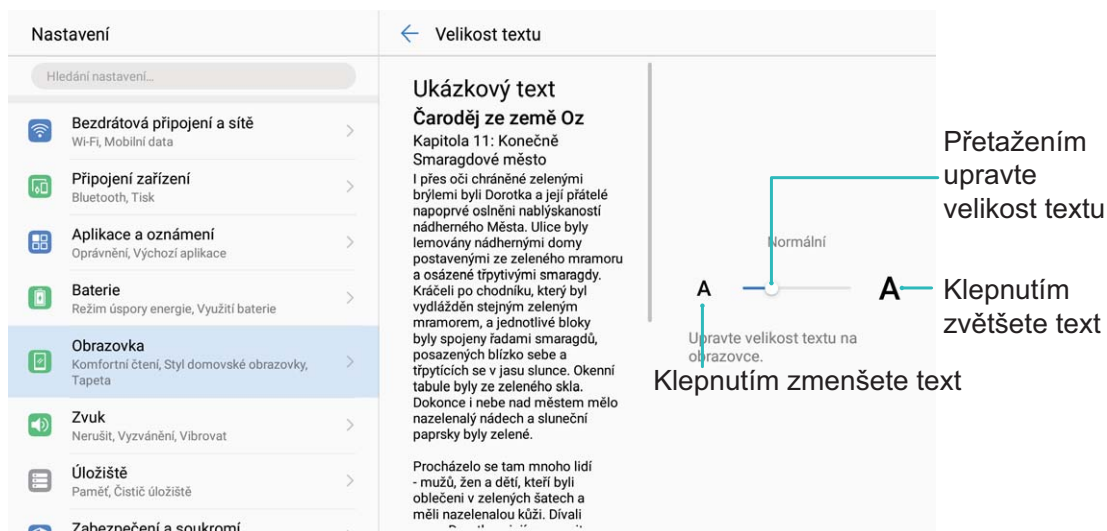 Nastavení
Hledání nastavení...
Bezdrátová připojení a sítě
Wi-Fi, Mobilní data
Připojení zařízení
Bluetooth, Tisk
Aplikace a oznámení
Oprávnění, Výchozí aplikace
Baterie
Režim úspory energie, Využití baterie
Obrazovka
Komfortní čtení, Styl domovské obrazovky,
Tapeta
Zvuk
Nerušit, Vyzvánění, Vibrovat
Úložiště
Paměť, Čistič úložiště
Zabezpečení a soukromí
Velikost textu
Ukázkový text
Čaroděj ze země Oz
Kapitola 11: Konečně
Smaragdové město
I přes oči chráněné zelenými
brýlemi byli Dorotka a její přátelé
napoprvé oslněni nablýskaností
nádherného Města. Ulice byly
lemovány nádhernými domy
postavenými ze zeleného mramoru
a osázené třpytivými smaragdy.
Kráčeli po chodníku, který byl
vydlážděn stejným zeleným
mramorem, a jednotlivé bloky
byly spojeny řadami smaragdů,
posazených blízko sebe a
třpytících se v jasu slunce. Okenní
tabule byly ze zeleného skla.
Dokonce i nebe nad městem mělo
nazelenalý nádech a sluneční
paprsky byly zelené.
Procházelo se tam mnoho lidí
- mužů, žen a dětí, kteří byli
oblečeni v zelených šatech a
měli nazelenalou kůži. Dívali
Normální
A
A
Upravte velikost textu na
obrazovce.
Přetažením
upravte
velikost textu
Klepnutím
zvětšete text
Klepnutím zmenšete text